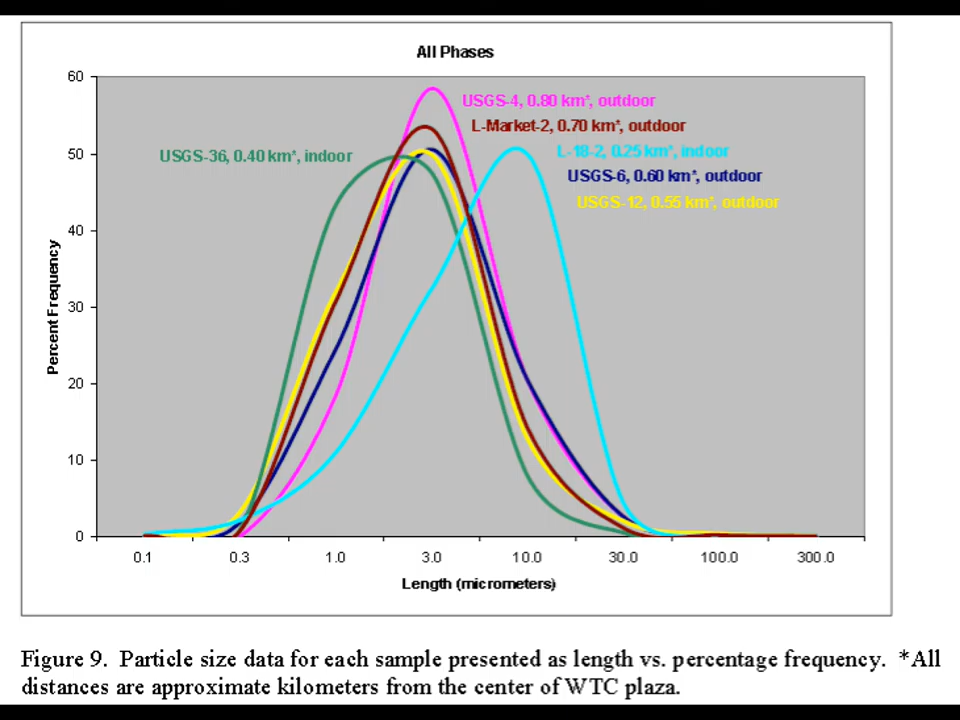 All Phases
60
50
40
30
20
10
0
Percent Frequency
USGS-4, 0.80 km*, outdoor
L-Market-2, 0.70 km*, outdoor
USGS-36, 0.40 km*, indoor
L-18-2, 0.25 km*, indoor
USGS-6, 0.60 km*, outdoor
USGS-12, 0.55 km*, outdoor
0.1 0.3 1.0 3.0 10.0 30.0 100.0 300.0
Length (micrometers)
Figure 9. Particle size data for each sample presented as length vs. percentage frequency. *All
distances are approximate kilometers from the center of WTC plaza.